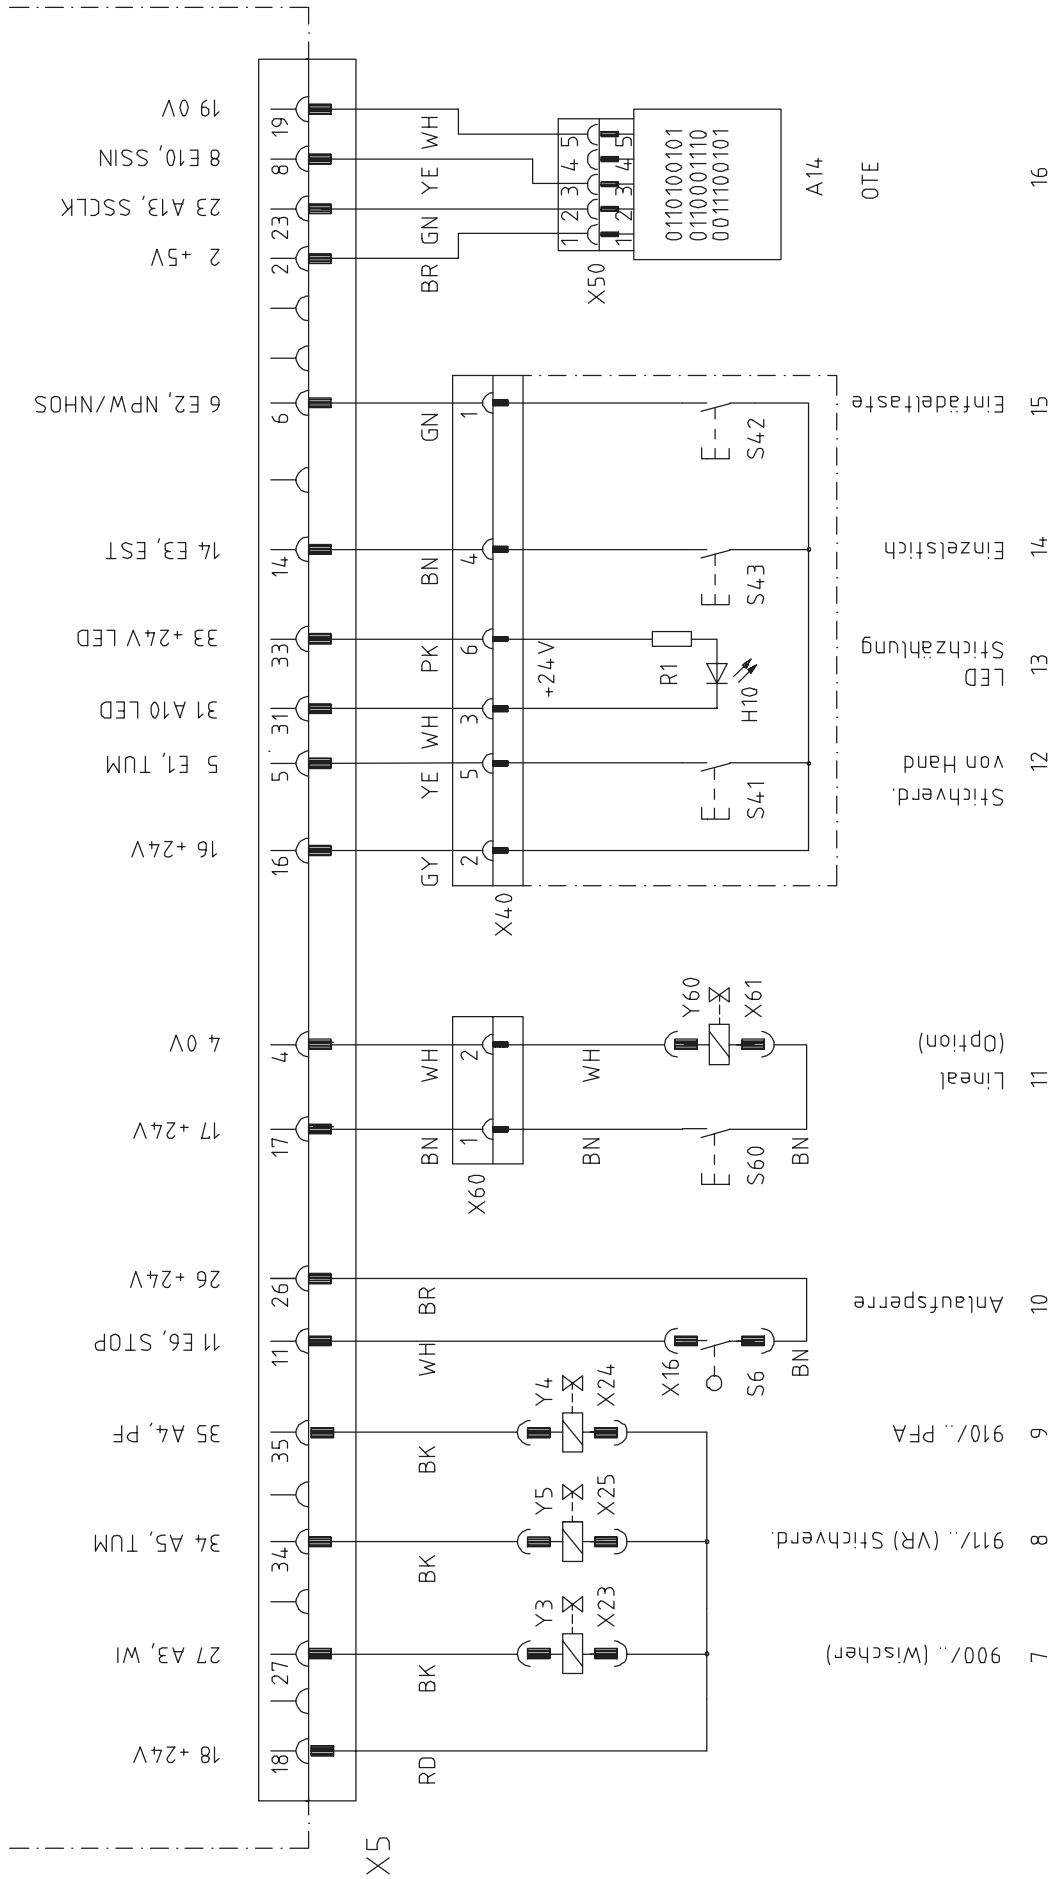 19 0V
8 E10, SSIN
23 A13, SSCLK
2 +5V
6 E2, NPW/NHOS
14 E3, EST
33 +24V LED
31 A10 LED
5 E1, TUM
16 +24V
4 0V
17 +24V
26 +24V
11 E6, STOP
35 A4, PF
34 A5, TUM
27 A3, WI
18 +24V
19
8
23
2
6
14
33
31
5
16
4
17
26
11
35
34
27
18
X5
WH
YE
GN
BR
GN
BN
PK
WH
YE
GY
WH
BN
BR
WH
BK
BK
BK
RD
5
4
3
2
1
5
4
3
2
1
X50
0110100101
0110001110
0011100101
A14
OTE
16
1
4
6
3
5
2
X40
+24V
R1
H10
S42
S43
S41
Einfädeltaste
15
Einzelstich
14
LED
Stichzählung
13
Stichverd.
von Hand
12
2
1
X60
WH
BN
Y60
X61
S60
BN
Lineal
(Option)
11
X16
S6
BN
Anlaufsperre
10
Y4
X24
910/.. PFA
9
Y5
X25
911/.. (VR) Stichverd.
8
Y3
X23
900/.. (Wischer)
7